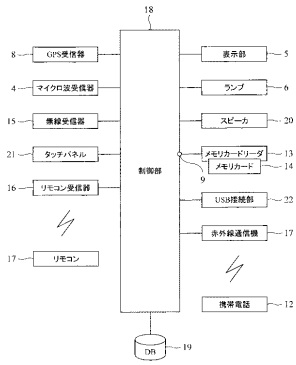 18
8 GPS受信器
4 マイクロ波受信器
15 無線受信器
21 タッチパネル
16 リモコン受信器
17 リモコン
制御部
表示部 5
ランプ 6
スピーカ 20
メモリカードリーダ 13
メモリカード 14
9
USB接続部 22
赤外線通信機 17
携帯電話 12
DB 19